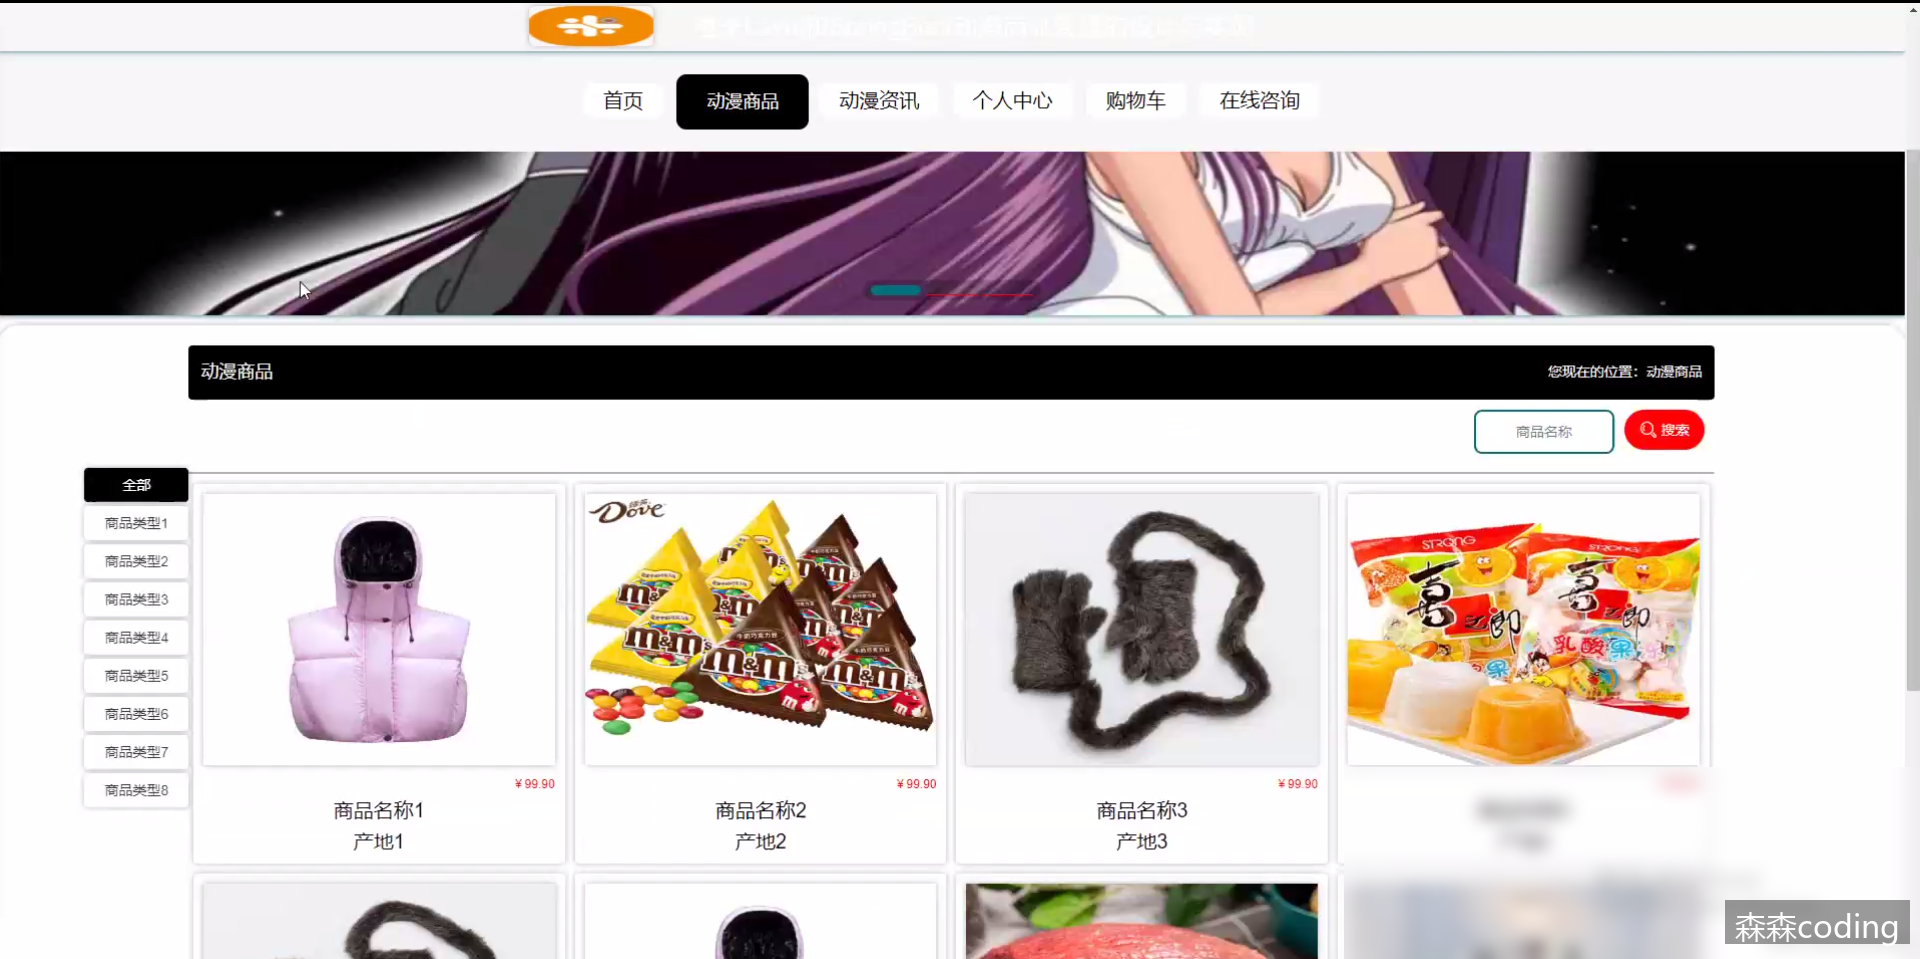 首页
动漫商品
动漫资讯
个人中心
购物车
在线咨询
动漫商品
您现在的位置：动漫商品
商品名称
搜索
全部
商品类型1
商品类型2
商品类型3
商品类型4
商品类型5
商品类型6
商品类型7
商品类型8
Dove
m&m's
STRONG
喜之郎
乳酸果
¥ 99.90
商品名称1
产地1
¥ 99.90
商品名称2
产地2
¥ 99.90
商品名称3
产地3
森森coding